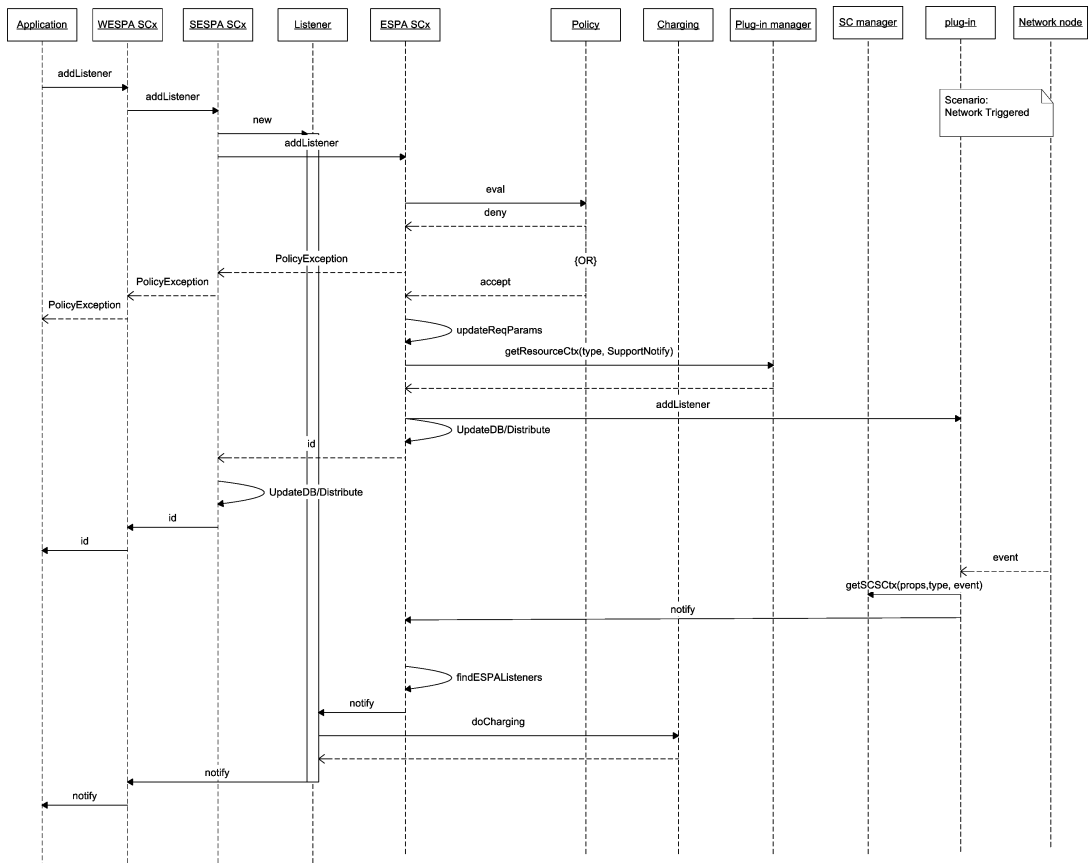 Application
WESPA SCx
SESPA SCx
Listener
ESPA SCx
Policy
Charging
Plug-in manager
SC manager
plug-in
Network node
addListener
Scenario:
Network Triggered
addListener
new
addListener
eval
deny
PolicyException
{OR}
PolicyException
accept
PolicyException
updateReqParams
getResourceCtx(type, SupportNotify)
addListener
UpdateDB/Distribute
id
UpdateDB/Distribute
id
id
event
getSCSCtx(props,type, event)
notify
findESPAListeners
notify
doCharging
notify
notify